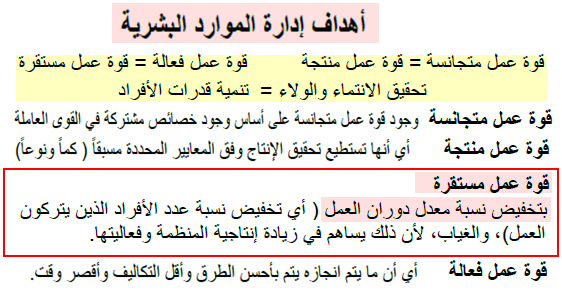 أهداف إدارة الموارد البشرية
قوة عمل متجانسة = قوة عمل منتجة قوة عمل فعالة = قوة عمل مستقرة
تحقيق الانتماء والولاء = تنمية قدرات الأفراد
قوة عمل متجانسة وجود قوة عمل متجانسة على أساس وجود خصائص مشتركة في القوى العاملة
قوة عمل منتجة أي أنها تستطيع تحقيق الإنتاج وفق المعايير المحددة مسبقاً ( كماً ونوعاً)
قوة عمل مستقرة
بتخفيض نسبة معدل دوران العمل ( أي تخفيض نسبة عدد الأفراد الذين يتركون
العمل)، والغياب، لأن ذلك يساهم في زيادة إنتاجية المنظمة وفعاليتها.
قوة عمل فعالة أي أن ما يتم انجازه يتم بأحسن الطرق وأقل التكاليف وأقصر وقت.